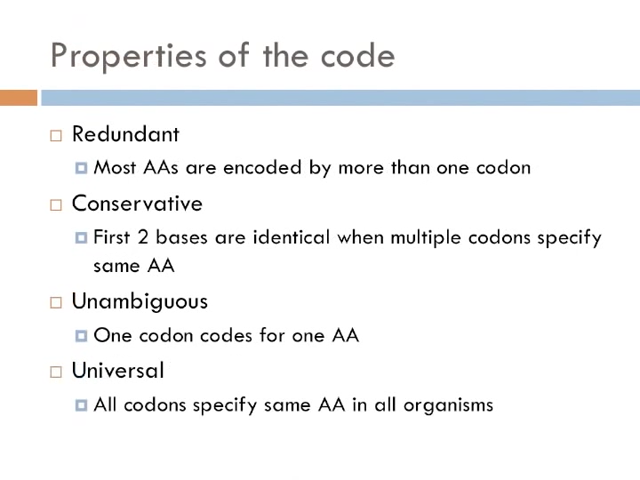 Properties of the code
Redundant
Most AAs are encoded by more than one codon
Conservative
First 2 bases are identical when multiple codons specify
same AA
Unambiguous
One codon codes for one AA
Universal
All codons specify same AA in all organisms